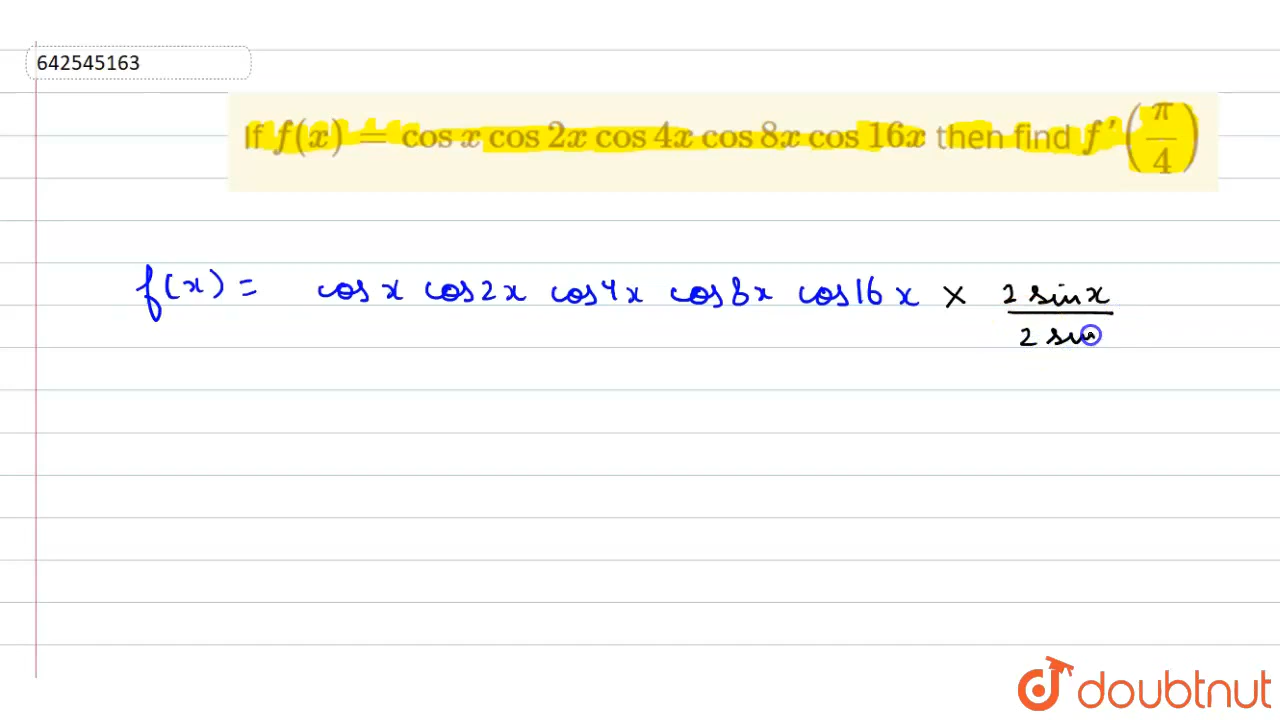 642545163
If f(x) = cos x cos 2x cos 4x cos 8x cos 16x then find f'(π/4)
f(x) = cos x cos 2x cos 4x cos 8x cos 16 x × 2 sin x
2 sin
doubtnut